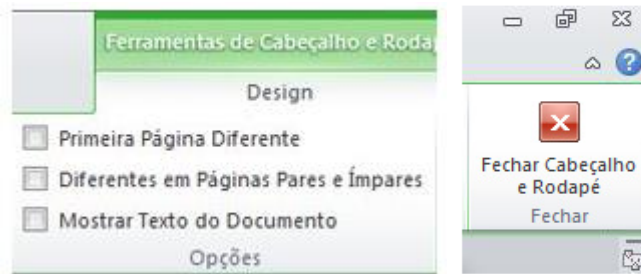 Ferramentas de Cabeçalho e
Design
Primeira Página Diferente
Diferentes em Páginas Pares e Ímpares
Mostrar Texto do Documento
Opções
Fechar Cabeçalho
e Rodapé
Fechar